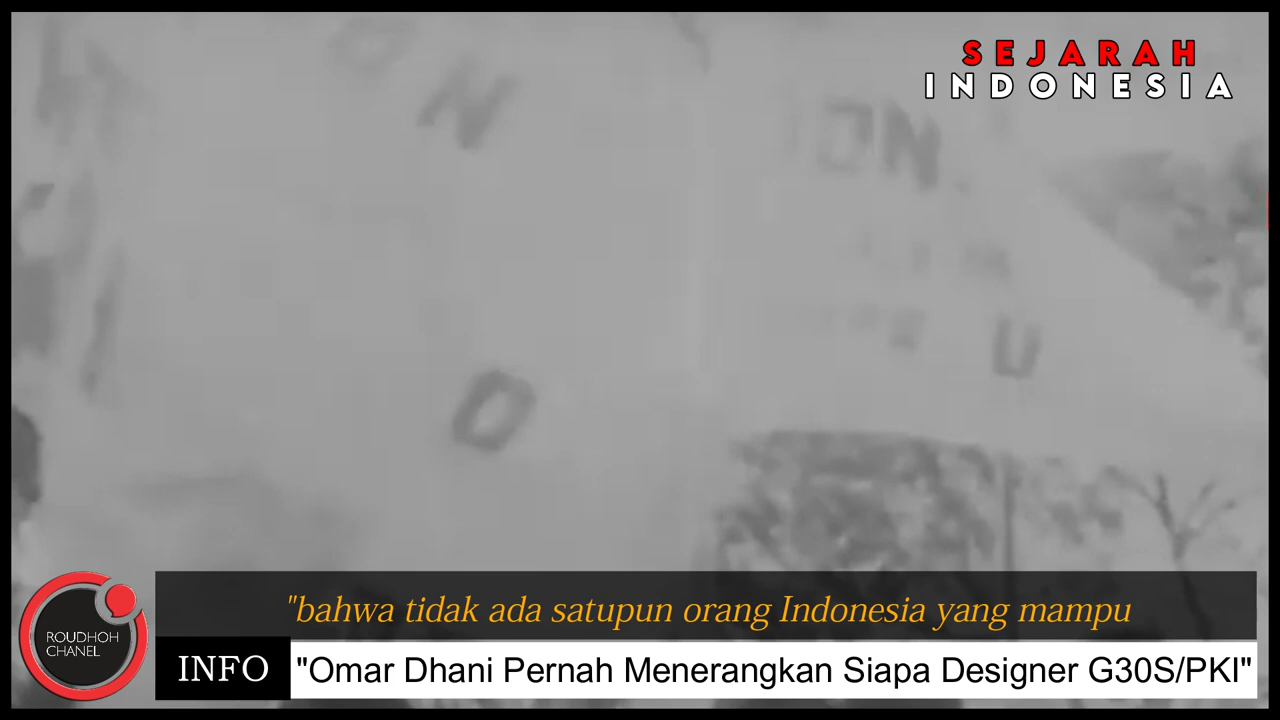 SEJARAH
INDONESIA
N
ON
U
O
"bahwa tidak ada satupun orang Indonesia yang mampu
ROUDHOH
CHANEL
INFO
"Omar Dhani Pernah Menerangkan Siapa Designer G30S/PKI"